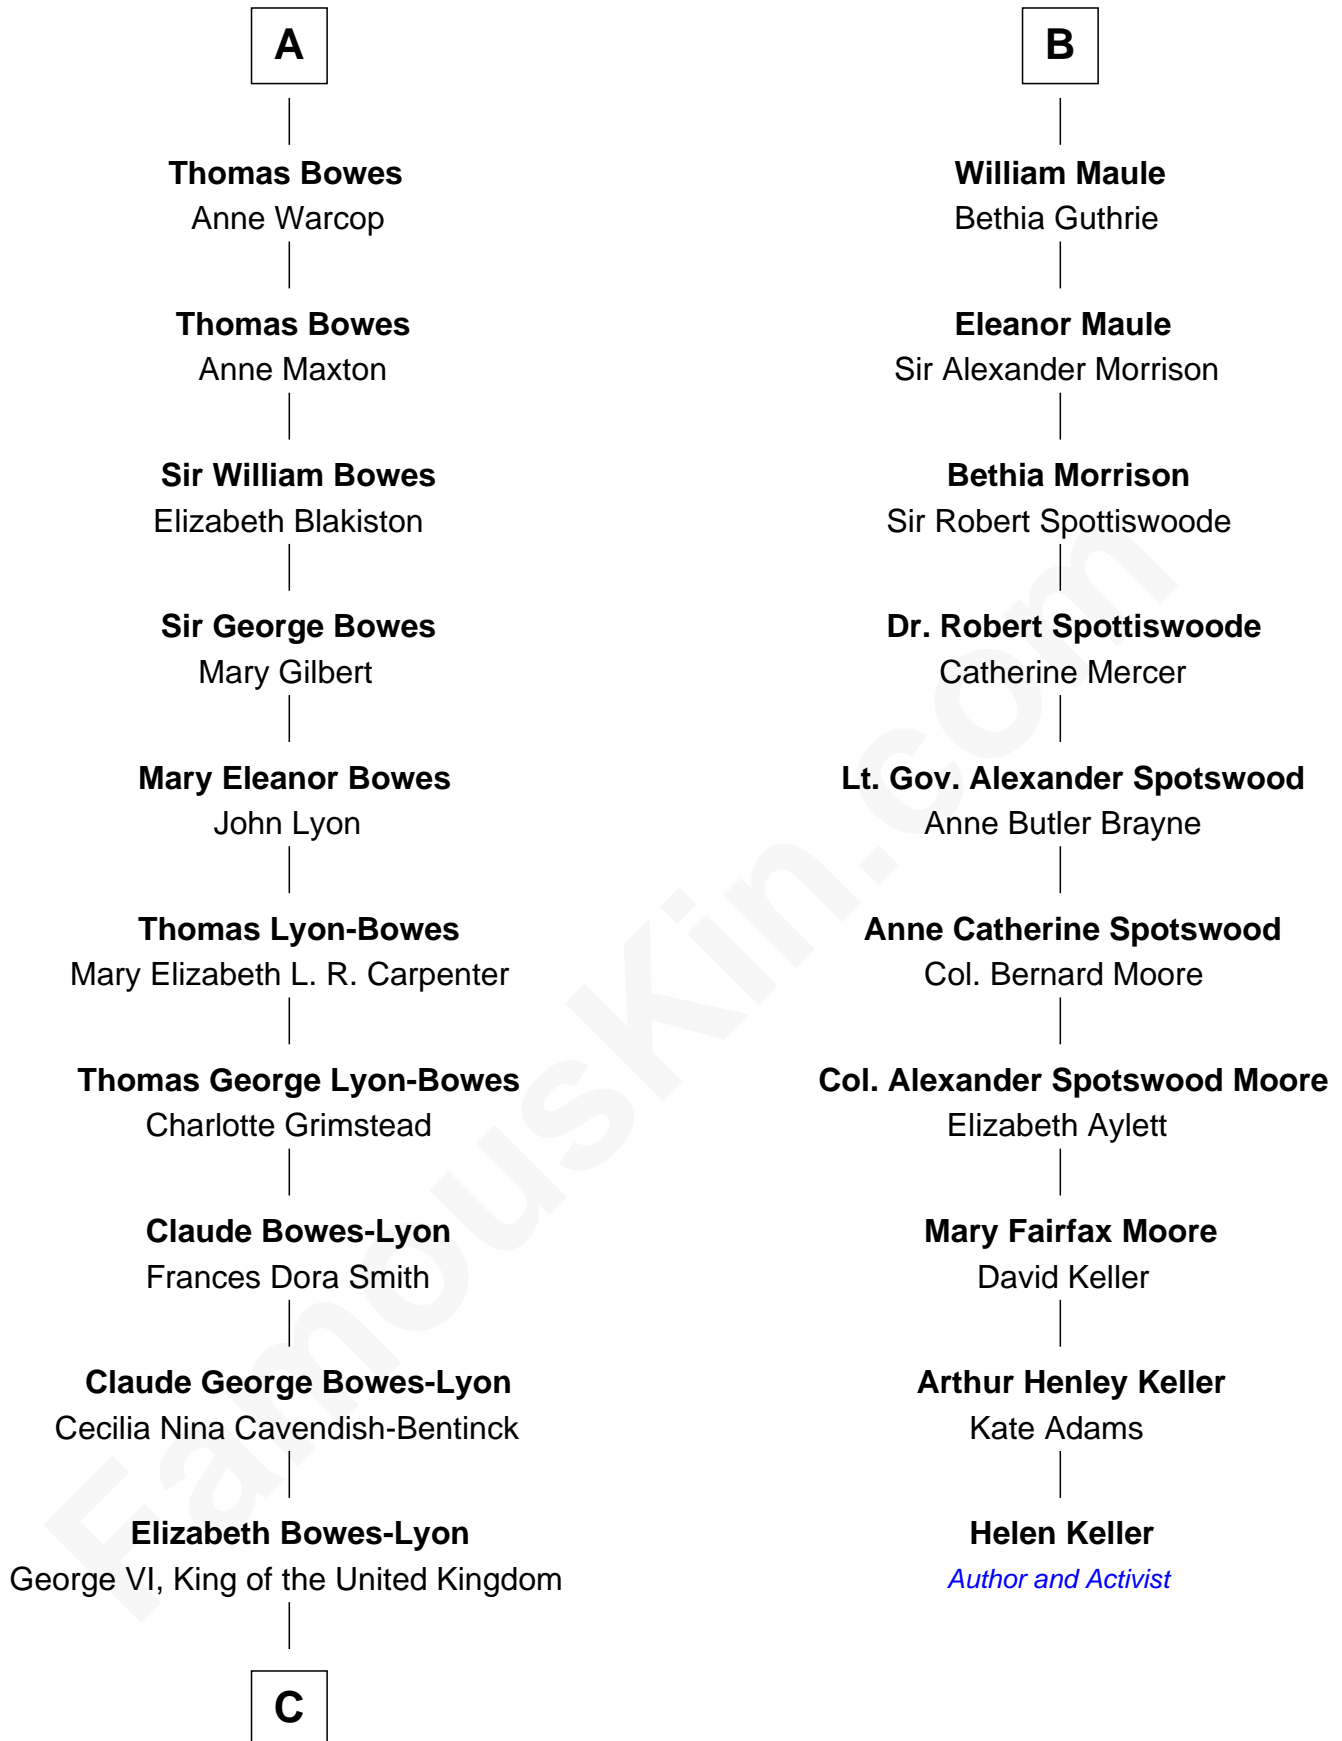 A
Thomas Bowes
Anne Warcop
Thomas Bowes
Anne Maxton
Sir William Bowes
Elizabeth Blakiston
Sir George Bowes
Mary Gilbert
Mary Eleanor Bowes
John Lyon
Thomas Lyon-Bowes
Mary Elizabeth L. R. Carpenter
Thomas George Lyon-Bowes
Charlotte Grimstead
Claude Bowes-Lyon
Frances Dora Smith
Claude George Bowes-Lyon
Cecilia Nina Cavendish-Bentinck
Elizabeth Bowes-Lyon
George VI, King of the United Kingdom
C
B
William Maule
Bethia Guthrie
Eleanor Maule
Sir Alexander Morrison
Bethia Morrison
Sir Robert Spottiswoode
Dr. Robert Spottiswoode
Catherine Mercer
Lt. Gov. Alexander Spotswood
Anne Butler Brayne
Anne Catherine Spotswood
Col. Bernard Moore
Col. Alexander Spotswood Moore
Elizabeth Aylett
Mary Fairfax Moore
David Keller
Arthur Henley Keller
Kate Adams
Helen Keller
Author and Activist
FamousKin.com